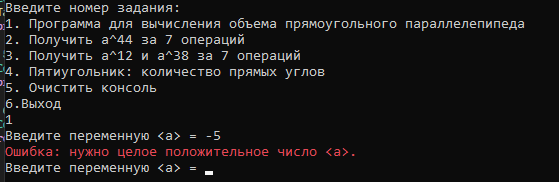 Введите номер задания:
1. Программа для вычисления объема прямоугольного параллелепипеда
2. Получить a^44 за 7 операций
3. Получить a^12 и a^38 за 7 операций
4. Пятиугольник: количество прямых углов
5. Очистить консоль
6.Выход
1
Введите переменную <a> = -5
Ошибка: нужно целое положительное число <a>.
Введите переменную <a> =